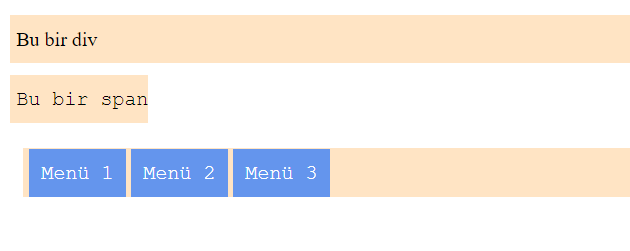 Bu bir div
Bu bir span
Menü 1 Menü 2 Menü 3